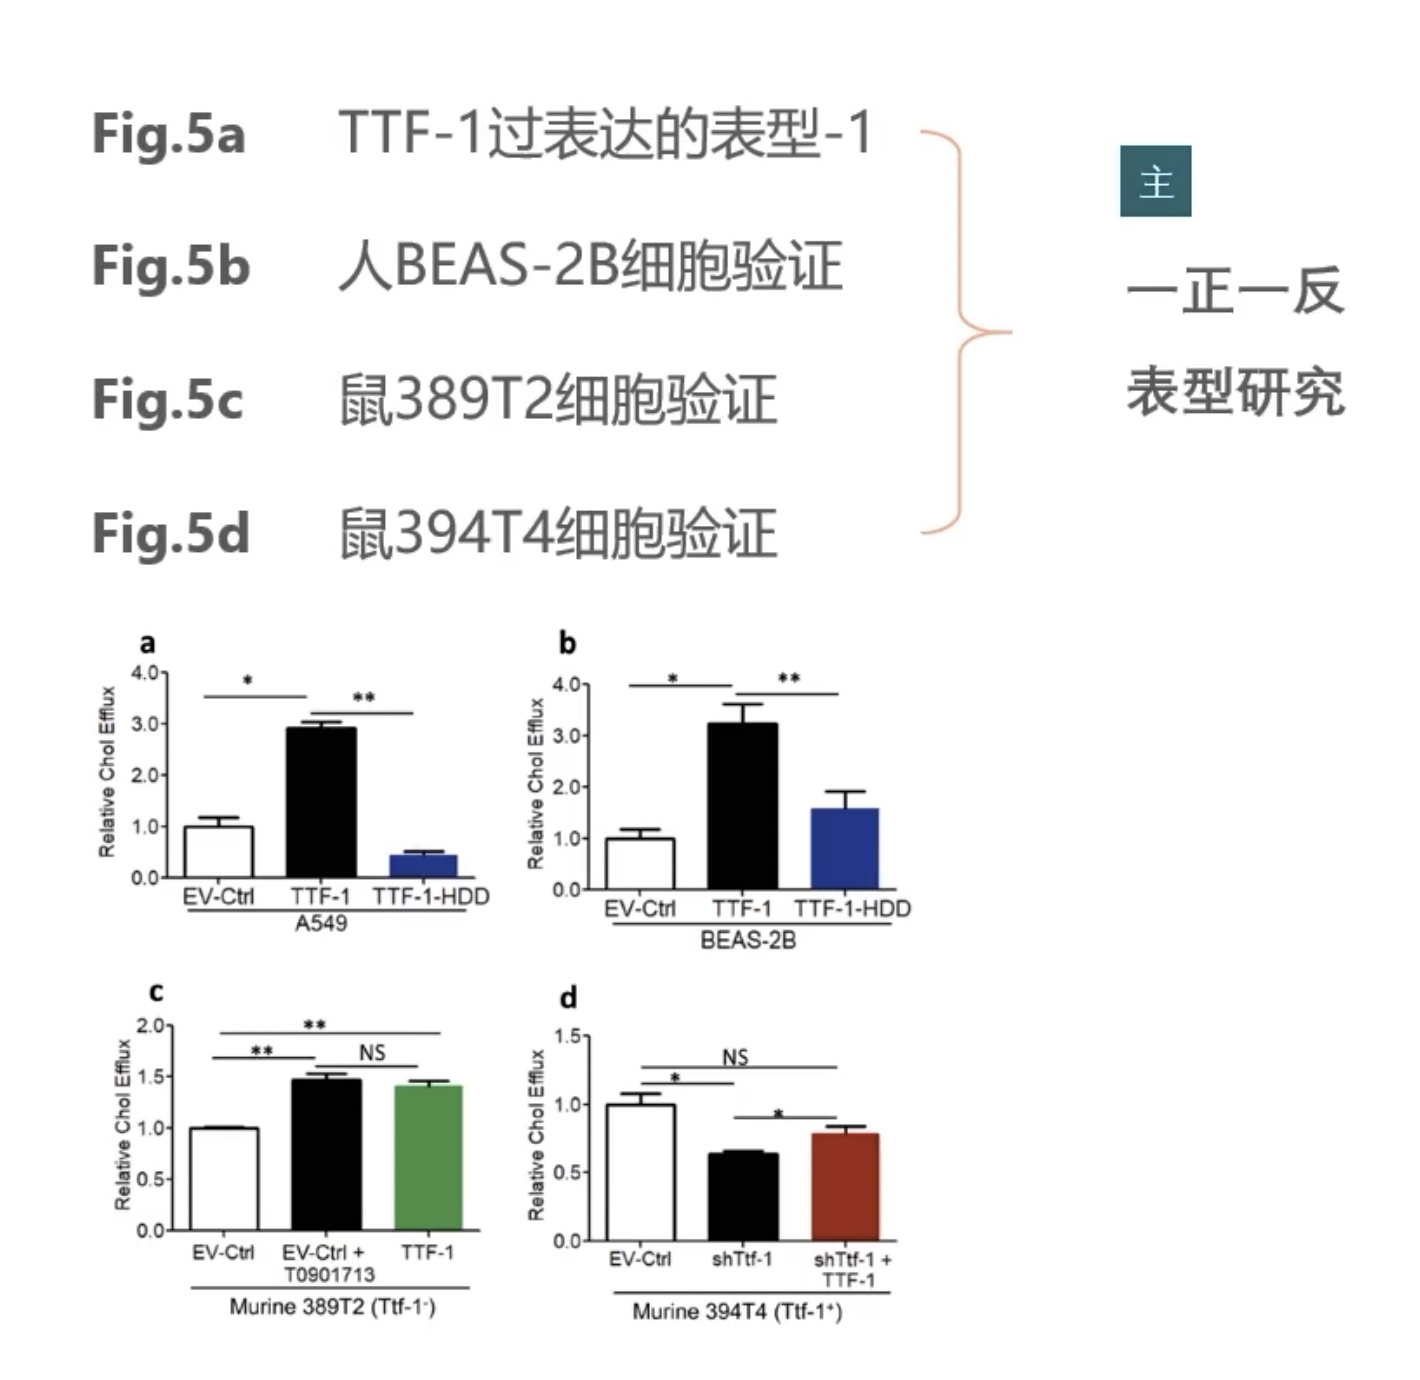 Fig.5a TTF-1过表达的表型-1
Fig.5b 人BEAS-2B细胞验证
Fig.5c 鼠389T2细胞验证
Fig.5d 鼠394T4细胞验证
主
一正一反
表型研究
a
Relative Chol Efflux
4.0
3.0
2.0
1.0
0.0
*
**
EV-Ctrl TTF-1 TTF-1-HDD
A549
b
Relative Chol Efflux
4.0
3.0
2.0
1.0
0.0
*
**
EV-Ctrl TTF-1 TTF-1-HDD
BEAS-2B
c
Relative Chol Efflux
2.0
1.5
1.0
0.5
0.0
**
** NS
EV-Ctrl EV-Ctrl + TTF-1
T0901713
Murine 389T2 (Ttf-1⁻)
d
Relative Chol Efflux
1.5
1.0
0.5
0.0
NS
*
*
EV-Ctrl shTtf-1 shTtf-1 +
TTF-1
Murine 394T4 (Ttf-1⁺)